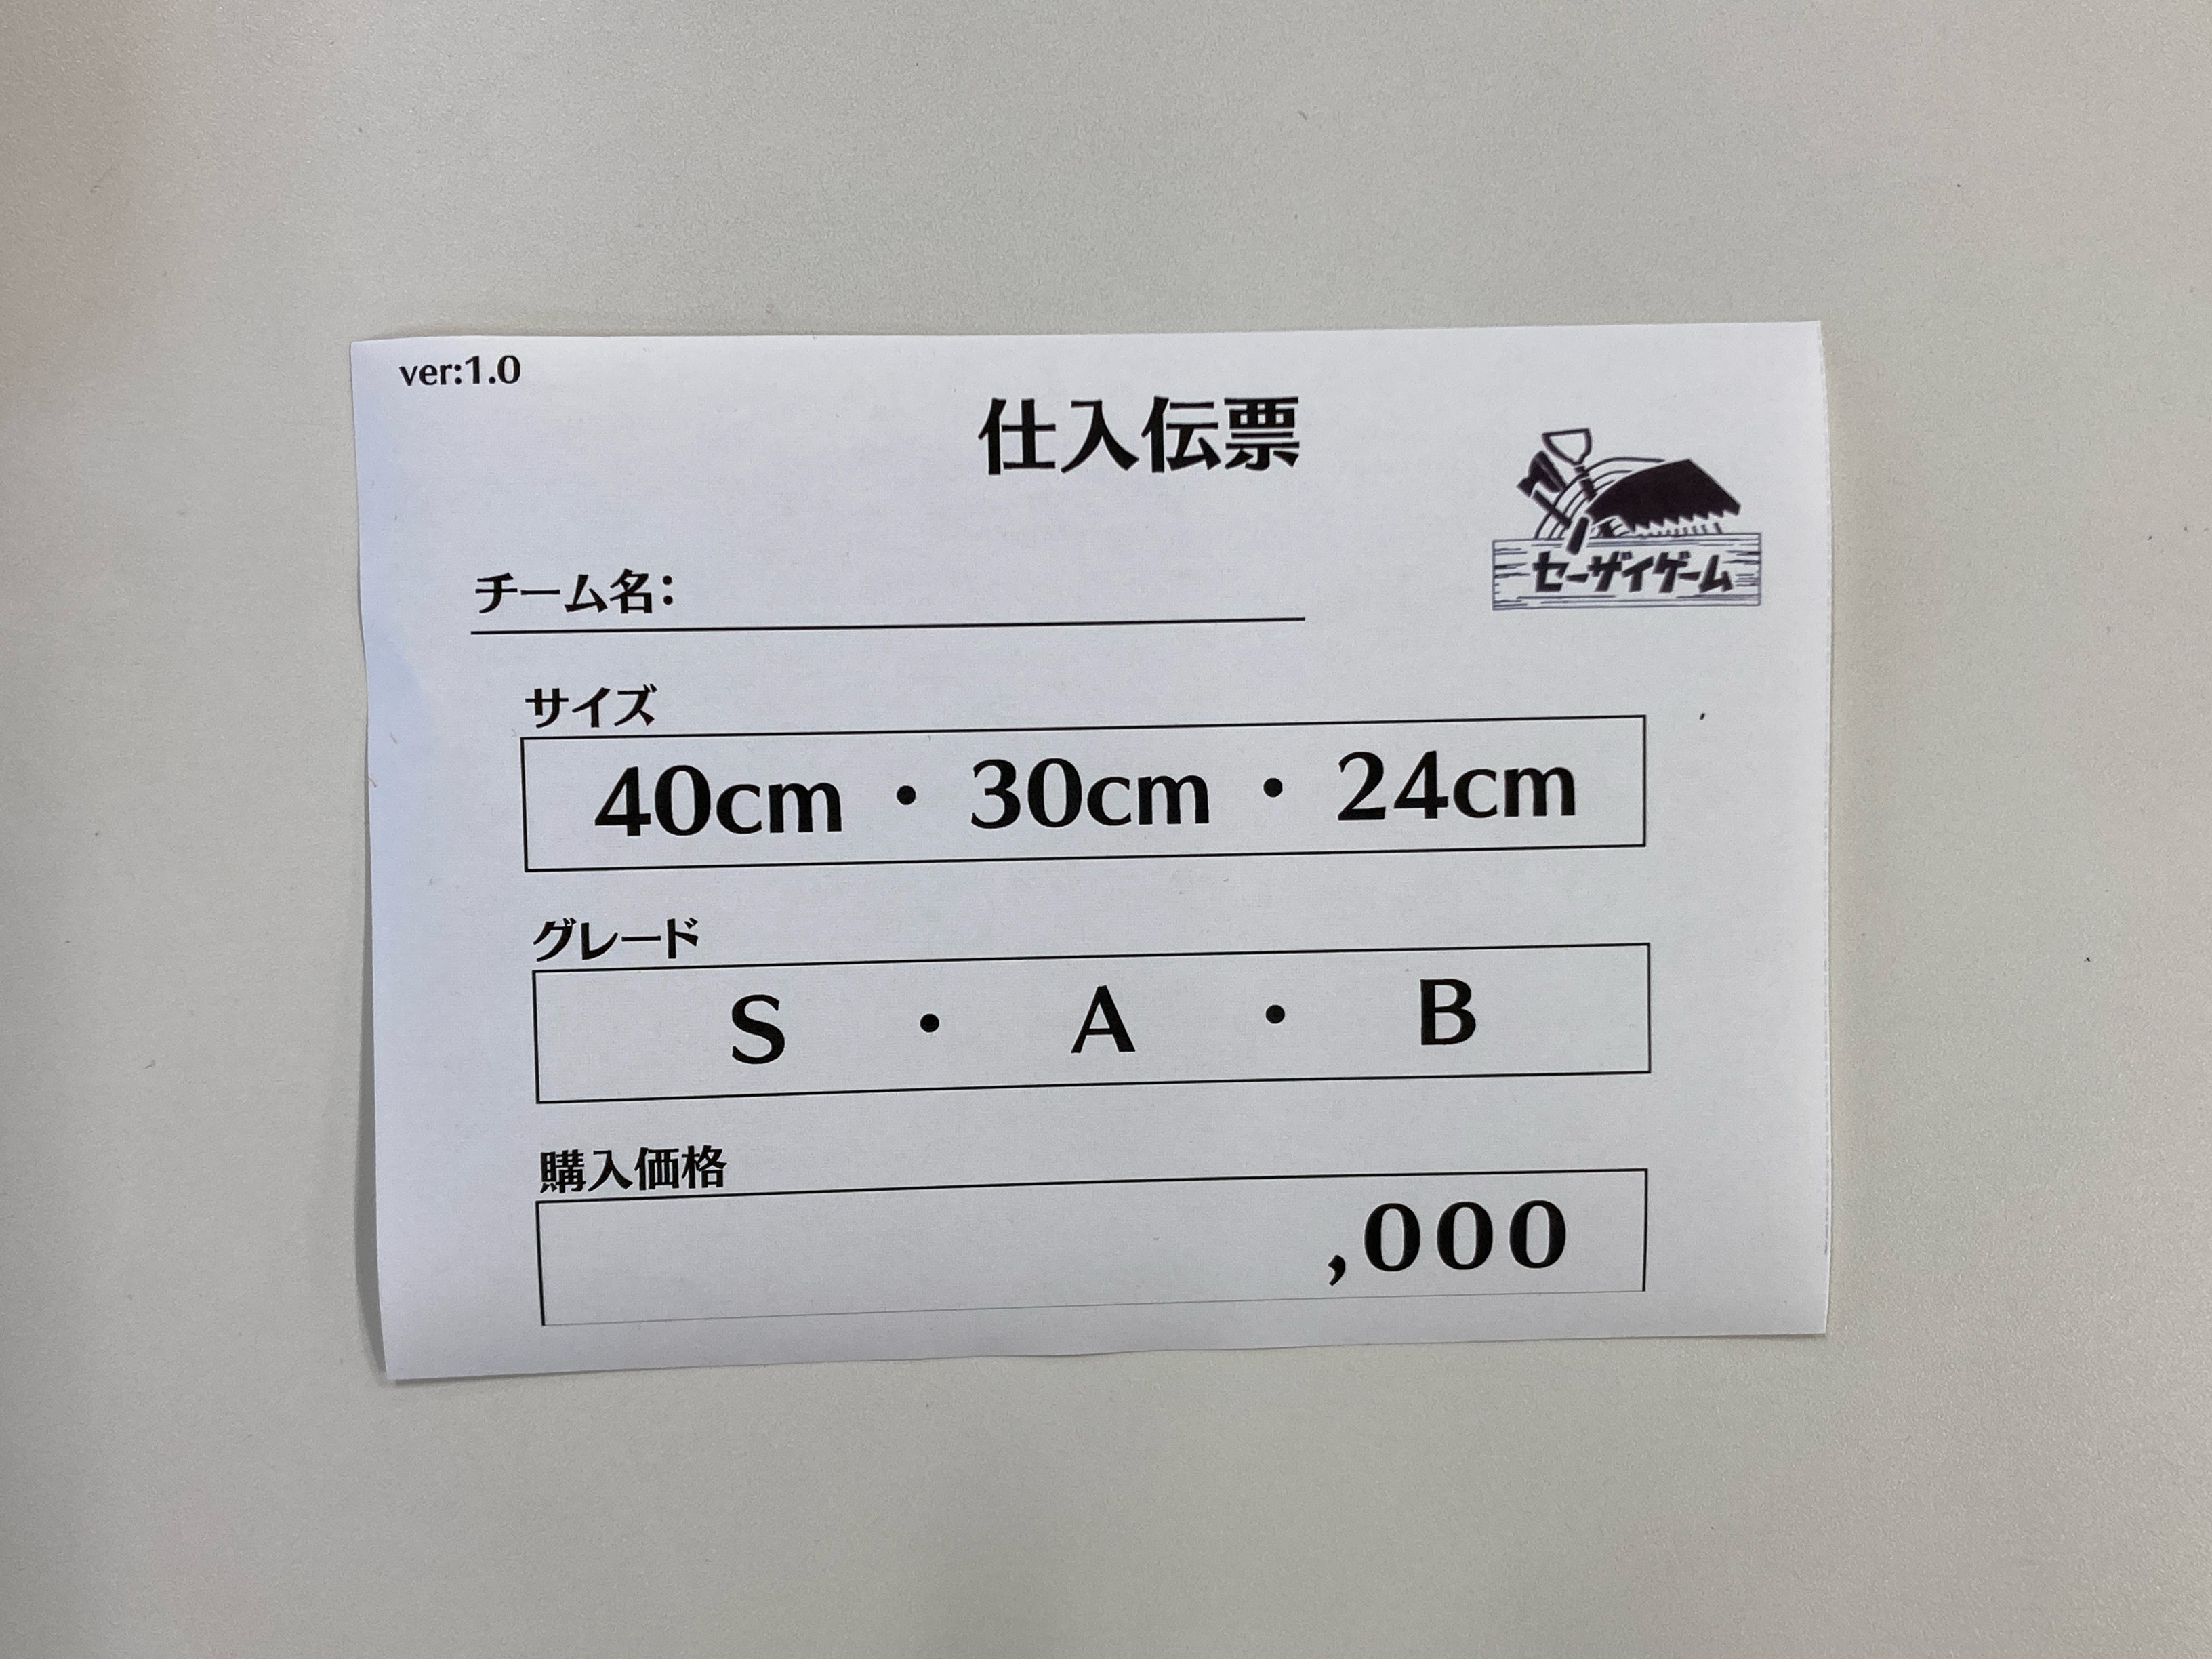 ver:1.0
仕入伝票
セーザイゲーム
チーム名：
サイズ
40cm ・ 30cm ・ 24cm
グレード
S ・ A ・ B
購入価格
,000